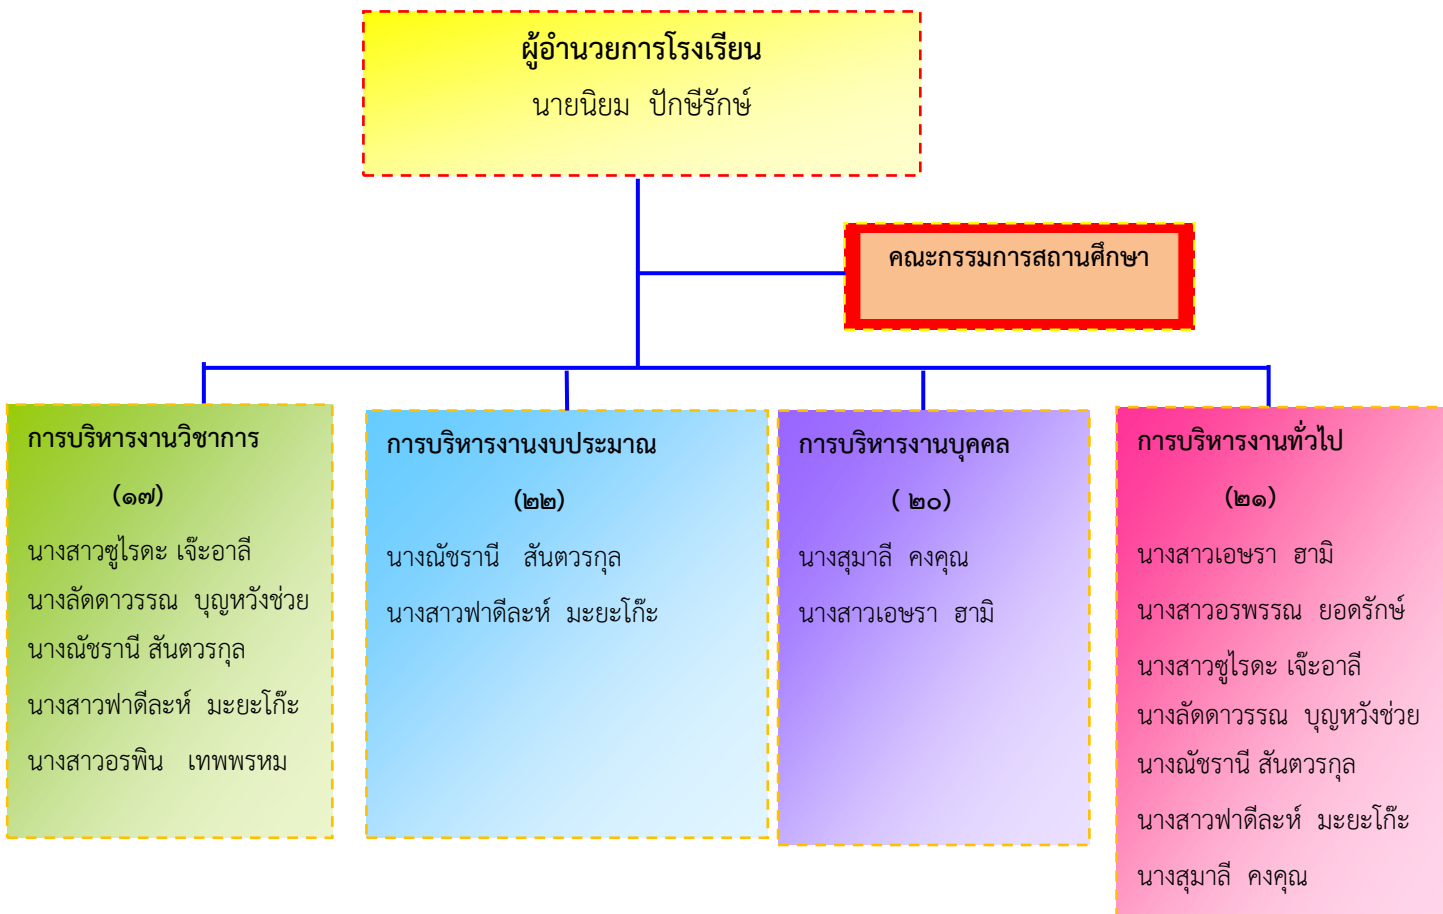 ผู้อำนวยการโรงเรียน
นายนิยม ปักษีรักษ์
คณะกรรมการสถานศึกษา
การบริหารงานวิชาการ
(๑๗)
นางสาวซูไรดะ เจ๊ะอาลี
นางลัดดาวรรณ บุญหวังช่วย
นางณัชรานี สันตวรกุล
นางสาวฟาดีละห์ มะยะโก๊ะ
นางสาวอรพิน เทพพรหม
การบริหารงานงบประมาณ
(๒๒)
นางณัชรานี สันตวรกุล
นางสาวฟาดีละห์ มะยะโก๊ะ
การบริหารงานบุคคล
( ๒๐)
นางสุมาลี คงคุณ
นางสาวเอษรา ฮามิ
การบริหารงานทั่วไป
(๒๑)
นางสาวเอษรา ฮามิ
นางสาวอรพรรณ ยอดรักษ์
นางสาวซูไรดะ เจ๊ะอาลี
นางลัดดาวรรณ บุญหวังช่วย
นางณัชรานี สันตวรกุล
นางสาวฟาดีละห์ มะยะโก๊ะ
นางสุมาลี คงคุณ